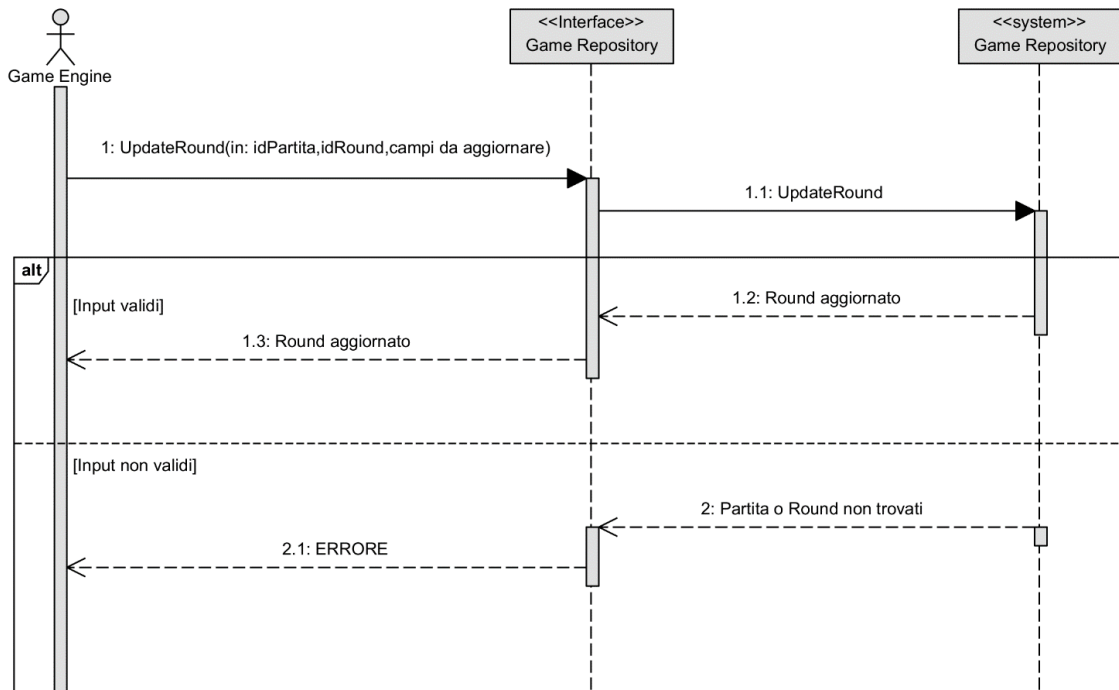 <<Interface>>
Game Repository
<<system>>
Game Repository
Game Engine
1: UpdateRound(in: idPartita,idRound,campi da aggiornare)
1.1: UpdateRound
alt
[Input validi]
1.2: Round aggiornato
1.3: Round aggiornato
[Input non validi]
2: Partita o Round non trovati
2.1: ERRORE